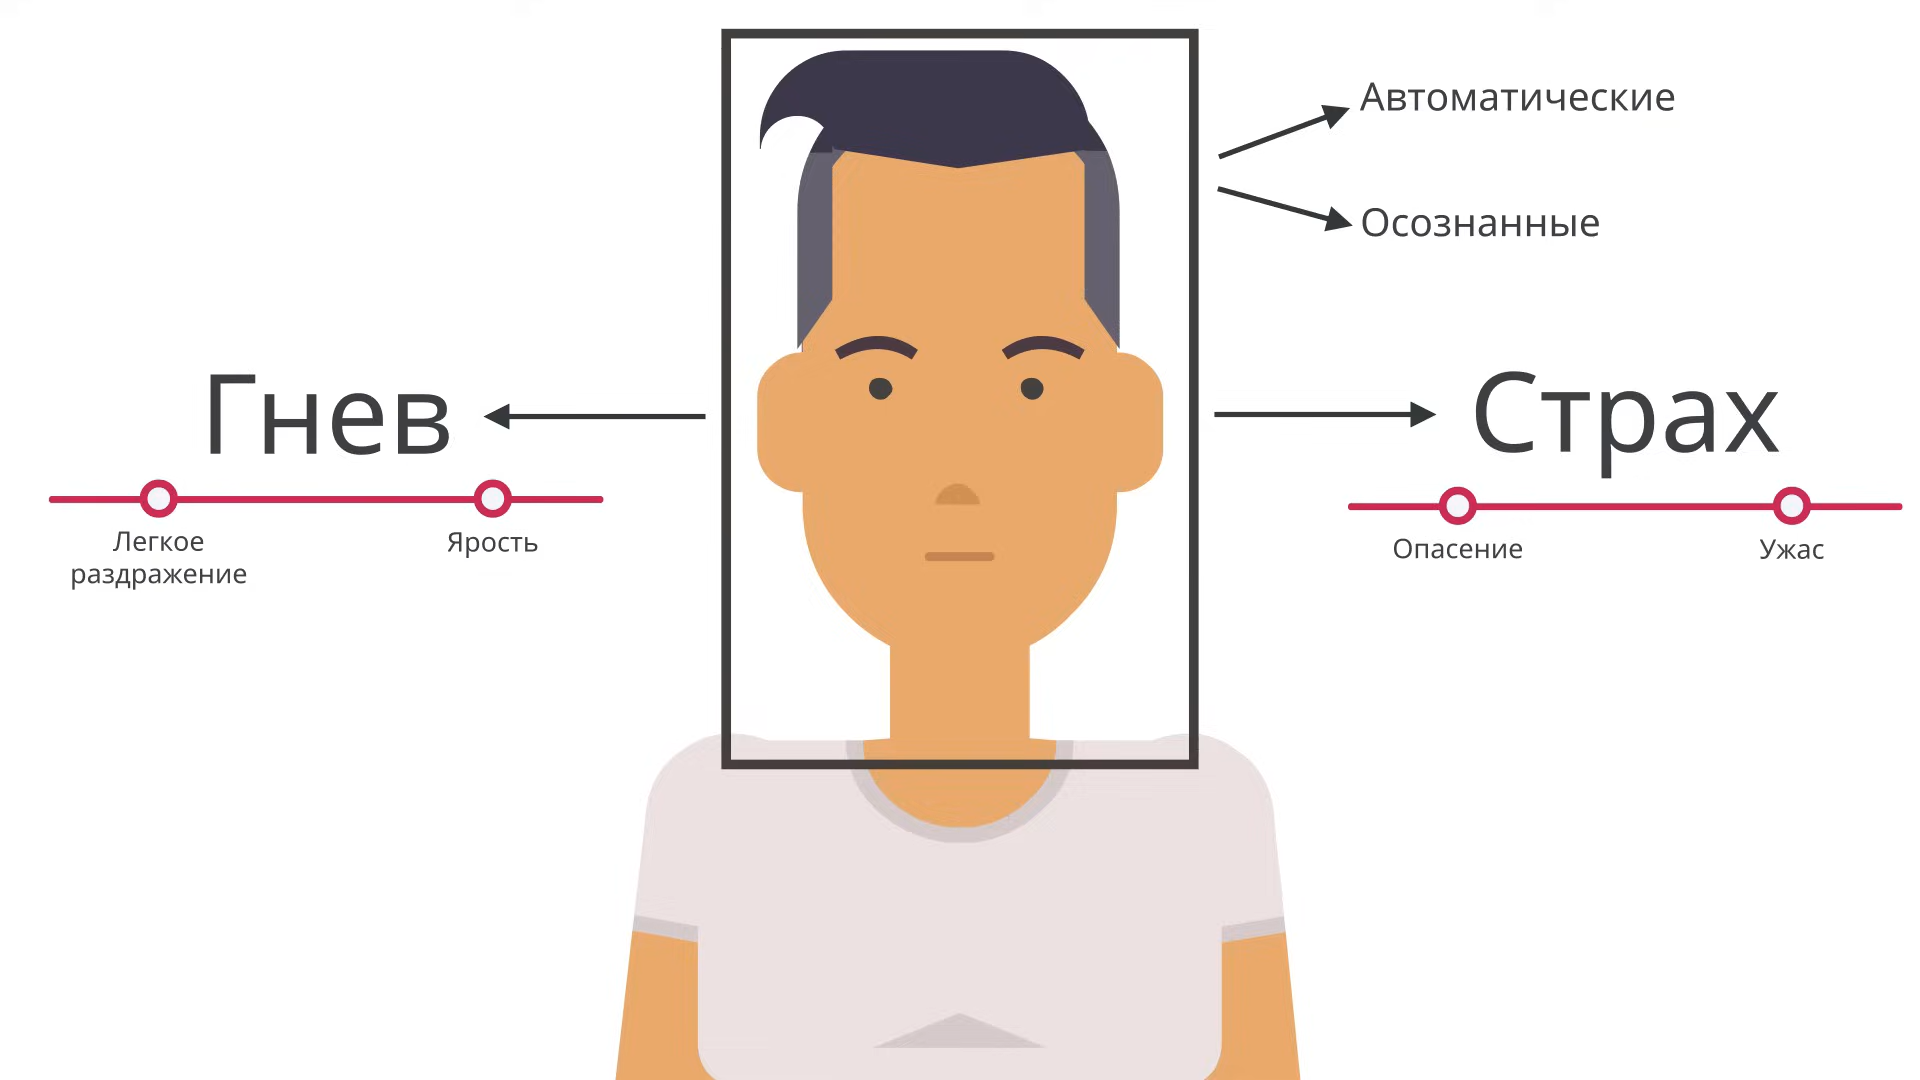 Автоматические
Осознанные
Гнев
Легкое
раздражение
Ярость
Страх
Опасение
Ужас